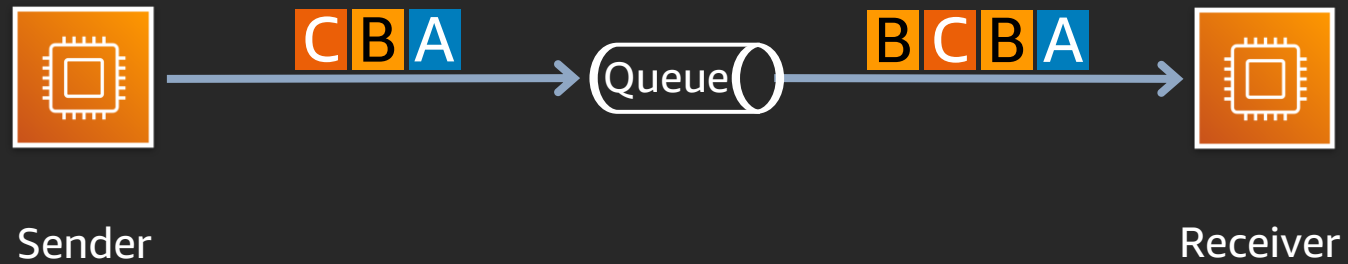 C B A
Queue
B C B A
Sender
Receiver